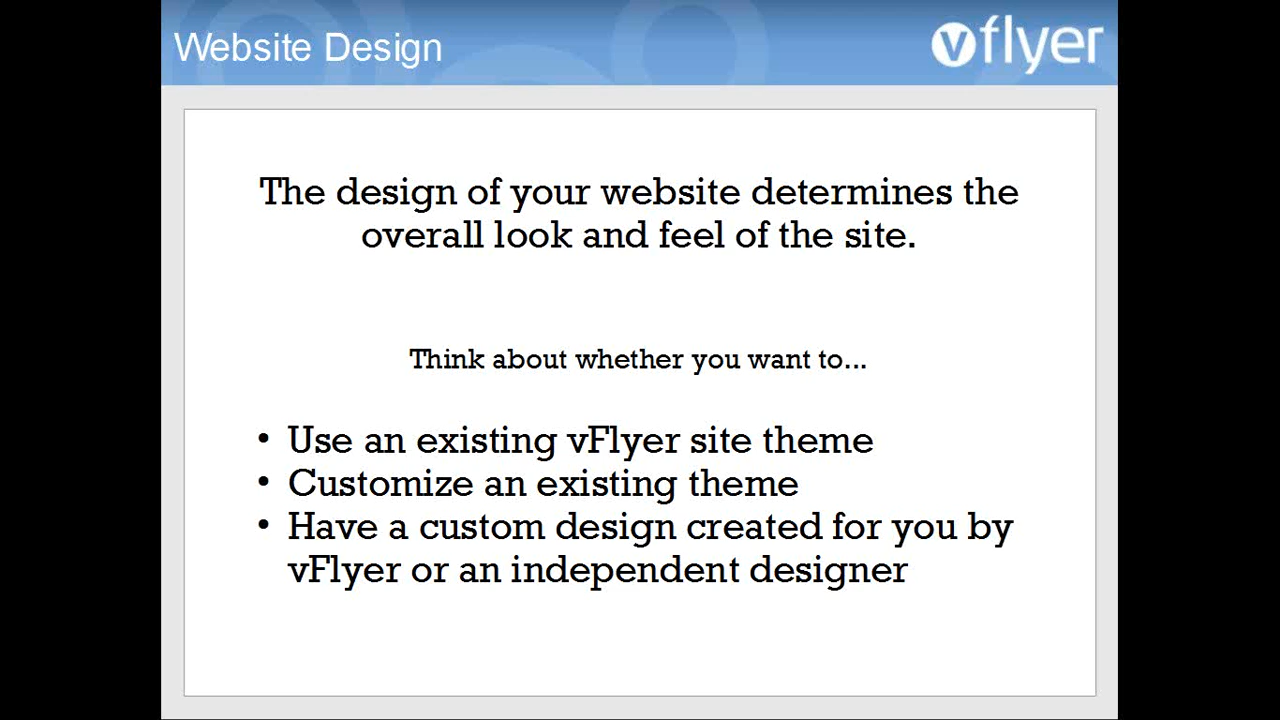 Website Design
vflyer
The design of your website determines the
overall look and feel of the site.
Think about whether you want to...
• Use an existing vFlyer site theme
• Customize an existing theme
• Have a custom design created for you by
vFlyer or an independent designer